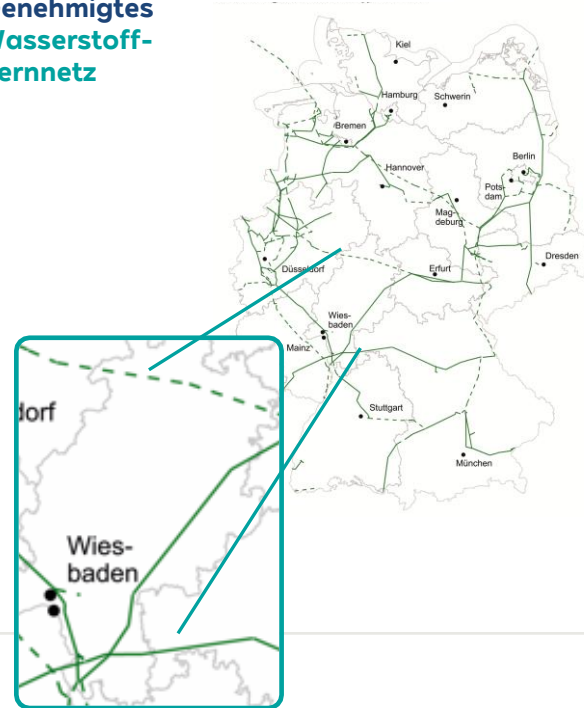 enehmigtes
Wasserstoff-
ernnetz
Kiel
Hamburg
Schwerin
Bremen
Hannover
Berlin
Pots-
dam
Mag-
deburg
Düsseldorf
Erfurt
Dresden
Wies-
baden
Mainz
Stuttgart
München
dorf
Wies-
baden